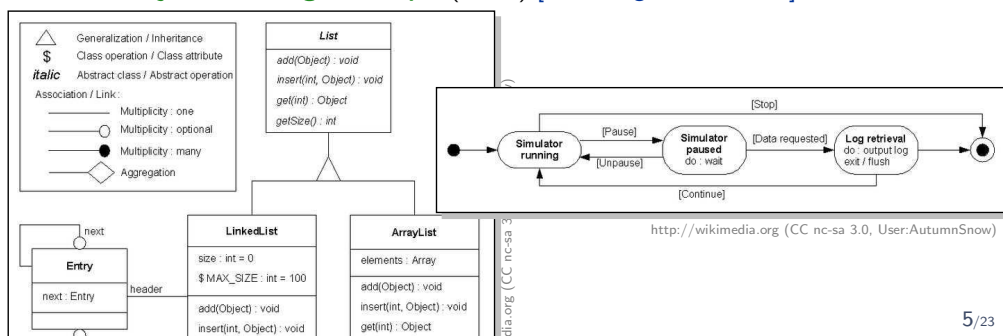 Generalization / Inheritance
$ Class operation / Class attribute
italic Abstract class / Abstract operation
Association / Link :
Multiplicity : one
Multiplicity : optional
Multiplicity : many
Aggregation
List
add(Object) : void
insert(int, Object) : void
get(int) : Object
getSize() : int
LinkedList
size : int = 0
$ MAX_SIZE : int = 100
add(Object) : void
insert(int, Object) : void
ArrayList
elements : Array
add(Object) : void
insert(int, Object) : void
get(int) : Object
next
Entry
next : Entry
header
[Stop]
Simulator
running
[Pause]
[Unpause]
Simulator
paused
do : wait
[Data requested]
Log retrieval
do : output log
exit / flush
[Continue]
http://wikimedia.org (CC nc-sa 3.0, User:AutumnSnow)
5/23